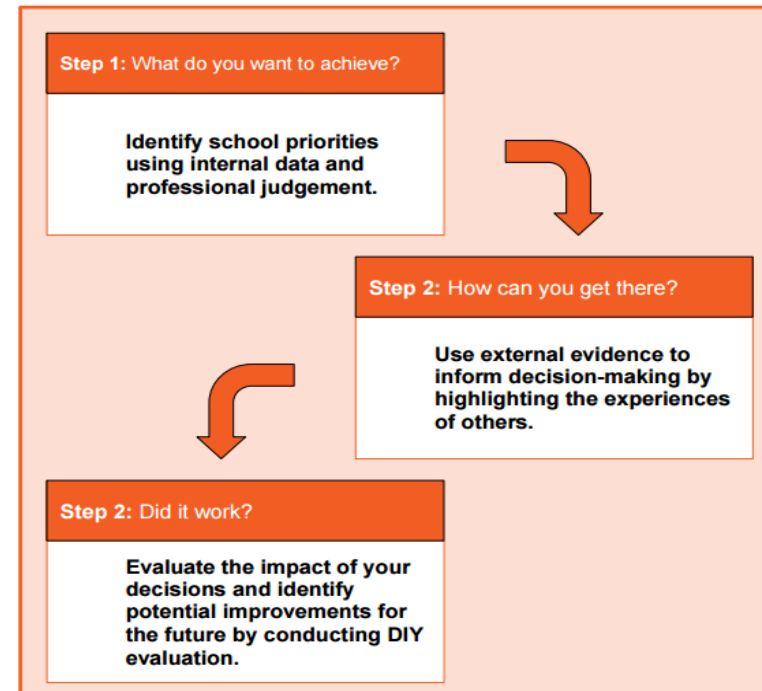 Step 1: What do you want to achieve?
Identify school priorities
using internal data and
professional judgement.
Step 2: How can you get there?
Use external evidence to
inform decision-making by
highlighting the experiences
of others.
Step 2: Did it work?
Evaluate the impact of your
decisions and identify
potential improvements for
the future by conducting DIY
evaluation.